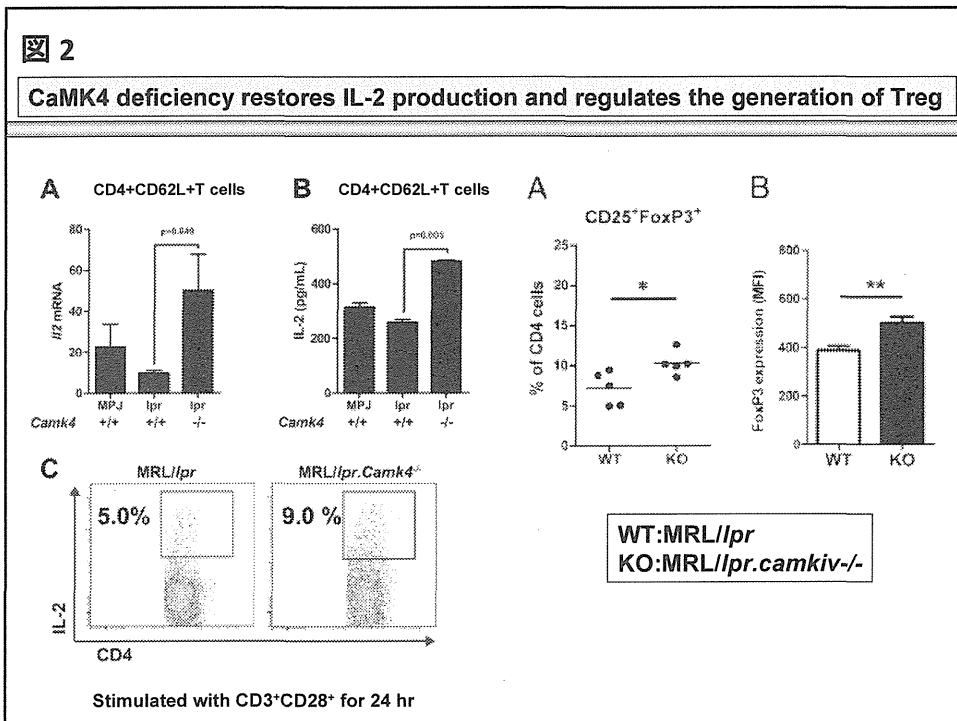 図 2
CaMK4 deficiency restores IL-2 production and regulates the generation of Treg
A CD4+CD62L+T cells
Il2 mRNA
80
60
40
20
0
p=0.049
MPJ lpr lpr
Camk4 +/+ +/+ -/-
B CD4+CD62L+T cells
IL-2 (pg/mL)
600
400
200
0
MPJ lpr lpr
Camk4 +/+ +/+ -/-
A
CD25+FoxP3+
% of CD4 cells
25
20
15
10
5
0
*
WT KO
B
FoxP3 expression (MFI)
800
600
400
200
0
**
WT KO
C
MRL/lpr
5.0%
MRL/lpr.Camk4-/-
9.0 %
IL-2
CD4
Stimulated with CD3+CD28+ for 24 hr
WT:MRL/lpr
KO:MRL/lpr.camkiv-/-